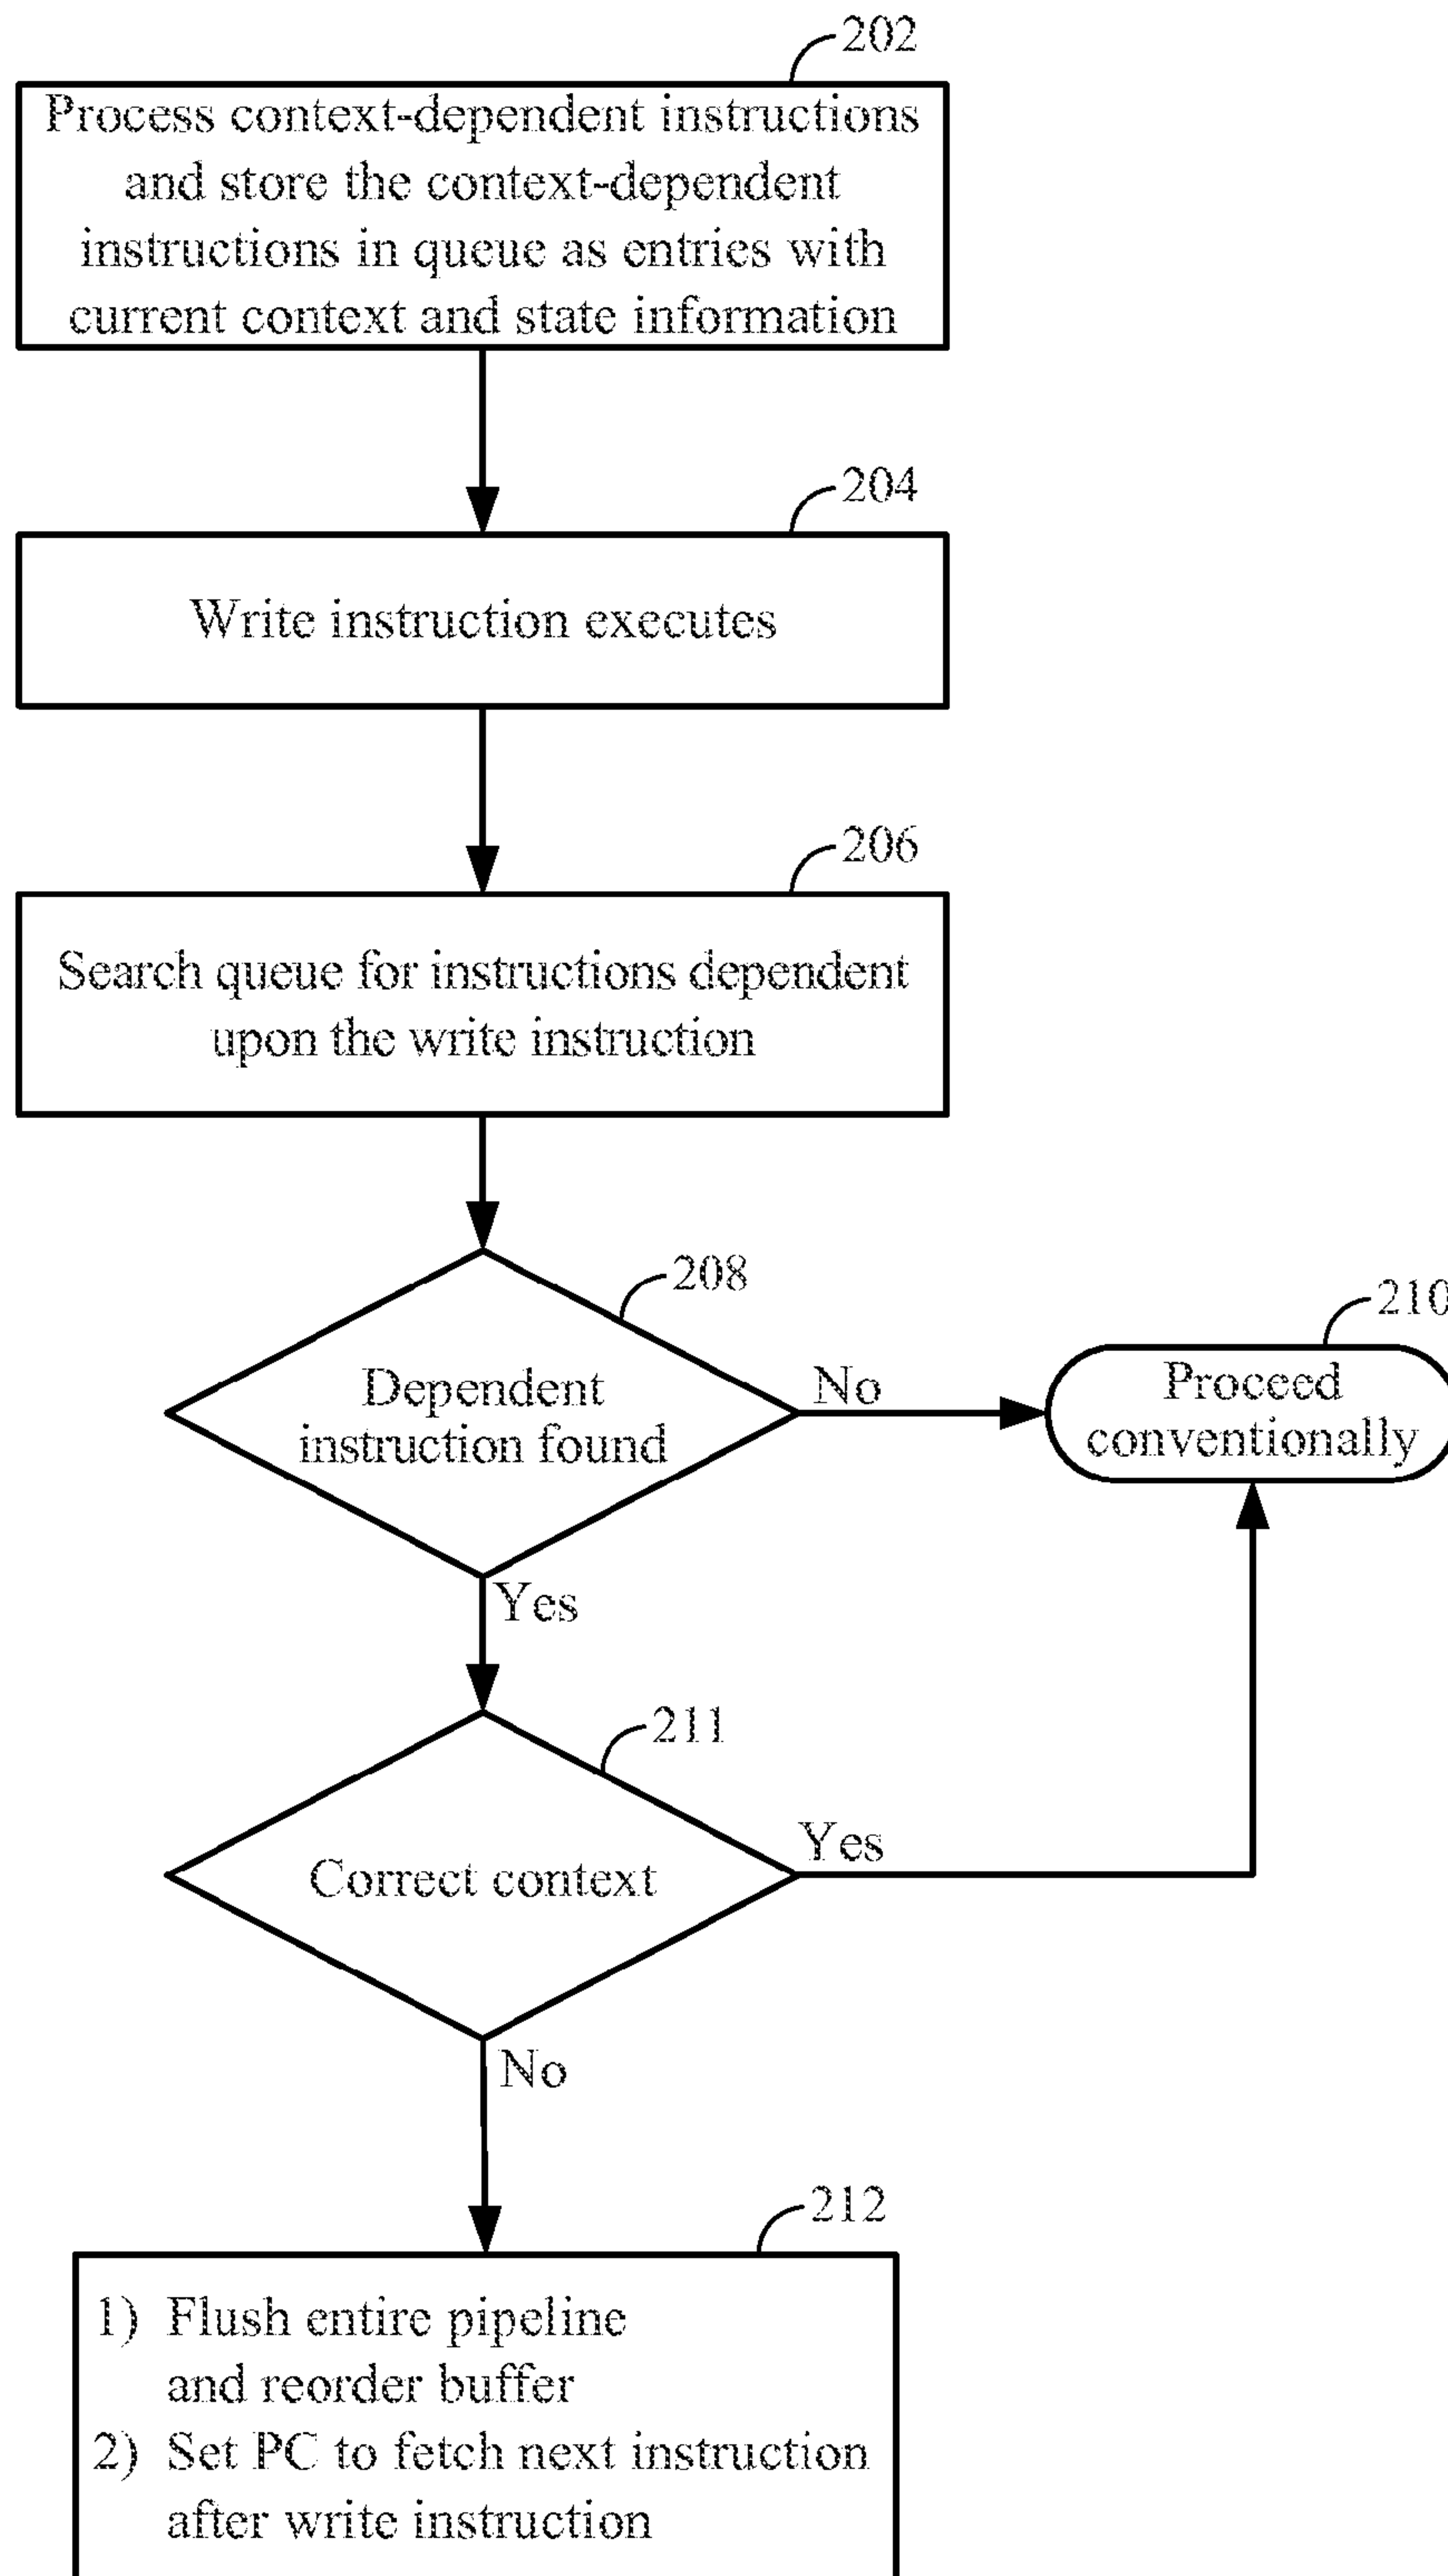 202
Process context-dependent instructions
and store the context-dependent
instructions in queue as entries with
current context and state information
204
Write instruction executes
206
Search queue for instructions dependent
upon the write instruction
208
Dependent
instruction found
No
210
Proceed
conventionally
Yes
211
Correct context
Yes
No
212
1) Flush entire pipeline
and reorder buffer
2) Set PC to fetch next instruction
after write instruction